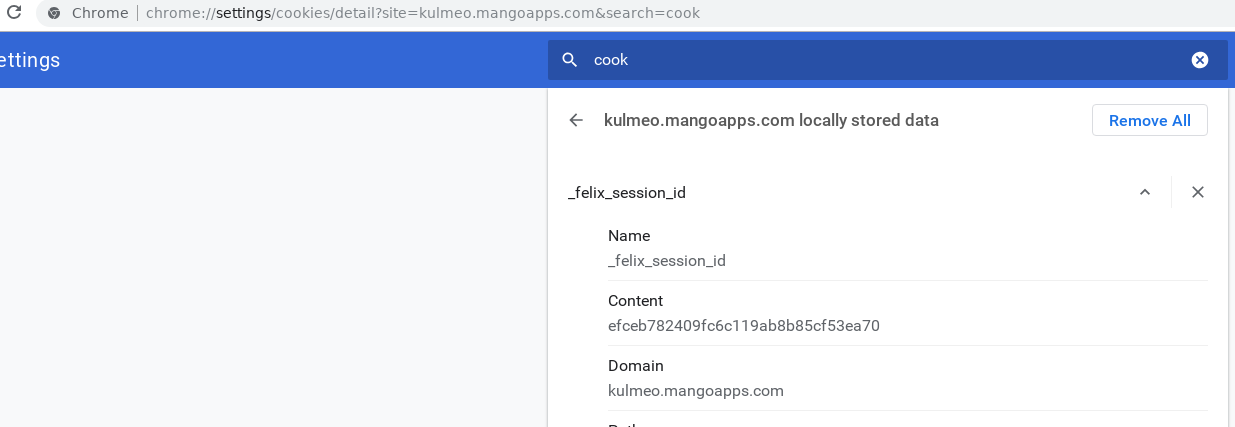 Chrome | chrome://settings/cookies/detail?site=kulmeo.mangoapps.com&search=cook
ettings
cook
kulmeo.mangoapps.com locally stored data
Remove All
_felix_session_id
Name
_felix_session_id
Content
efceb782409fc6c119ab8b85cf53ea70
Domain
kulmeo.mangoapps.com